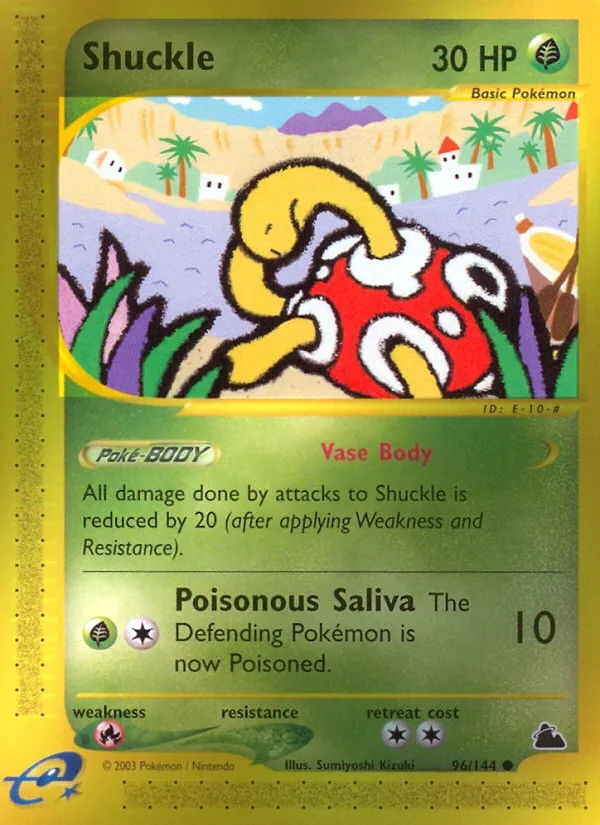 Shuckle
30 HP
Basic Pokémon
ID: E-10-#
Poké-BODY
Vase Body
All damage done by attacks to Shuckle is
reduced by 20 (after applying Weakness and
Resistance).
Poisonous Saliva The
Defending Pokémon is
now Poisoned.
10
weakness
resistance
retreat cost
© 2003 Pokémon / Nintendo
Illus. Sumiyoshi Kizuki
96/144
e